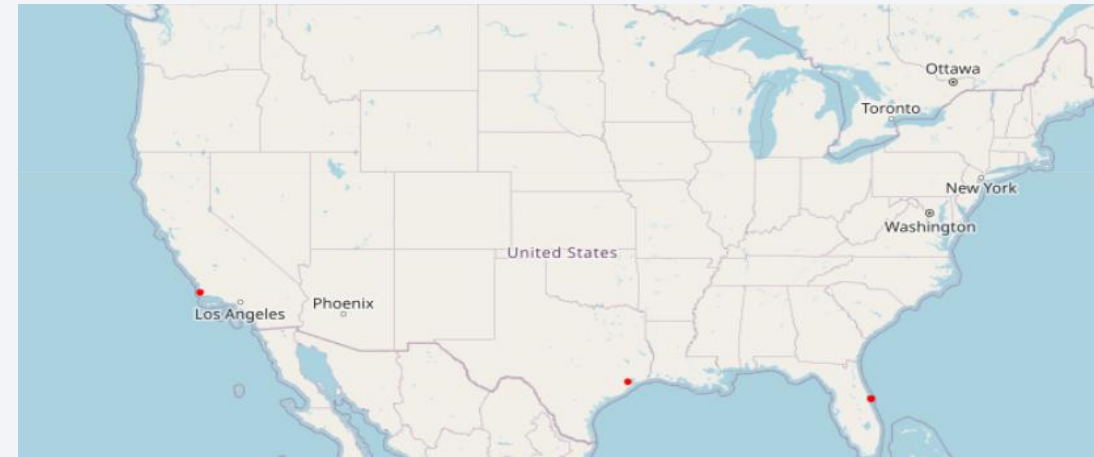 Ottawa
Toronto
New York
Washington
United States
Phoenix
Los Angeles